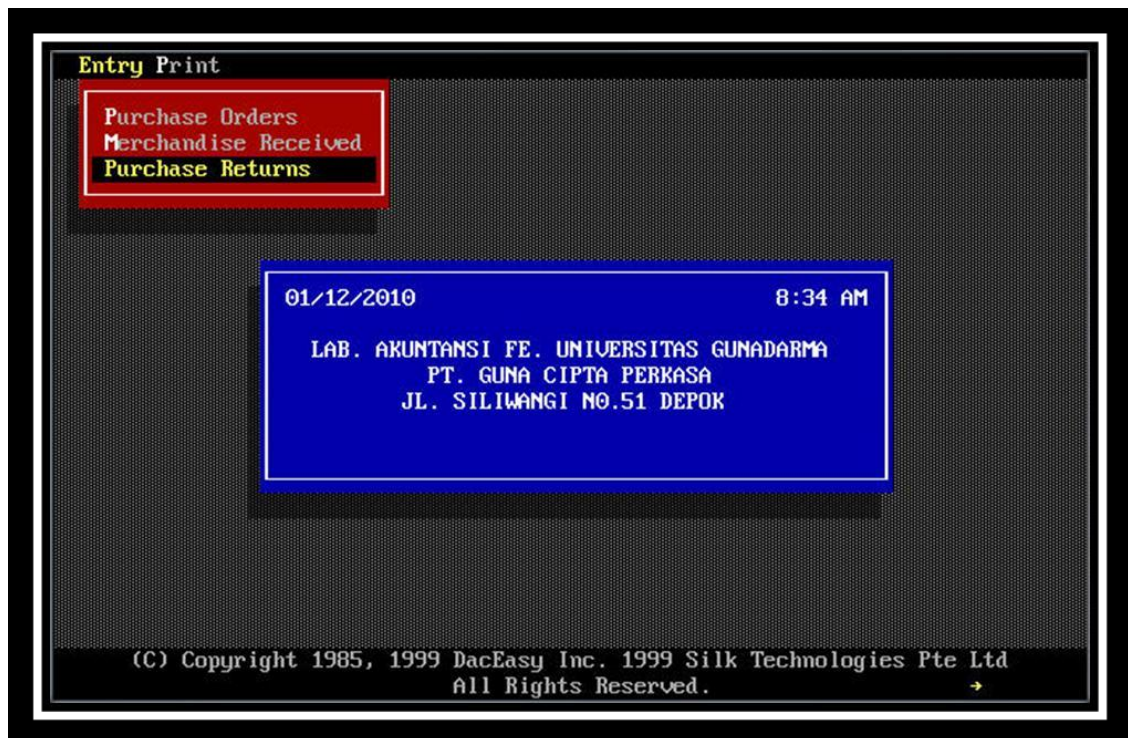 Entry Print
Purchase Orders
Merchandise Received
Purchase Returns
01/12/2010 8:34 AM
LAB. AKUNTANSI FE. UNIVERSITAS GUNADARMA
PT. GUNA CIPTA PERKASA
JL. SILIWANGI NO.51 DEPOK
(C) Copyright 1985, 1999 DacEasy Inc. 1999 Silk Technologies Pte Ltd
All Rights Reserved. →